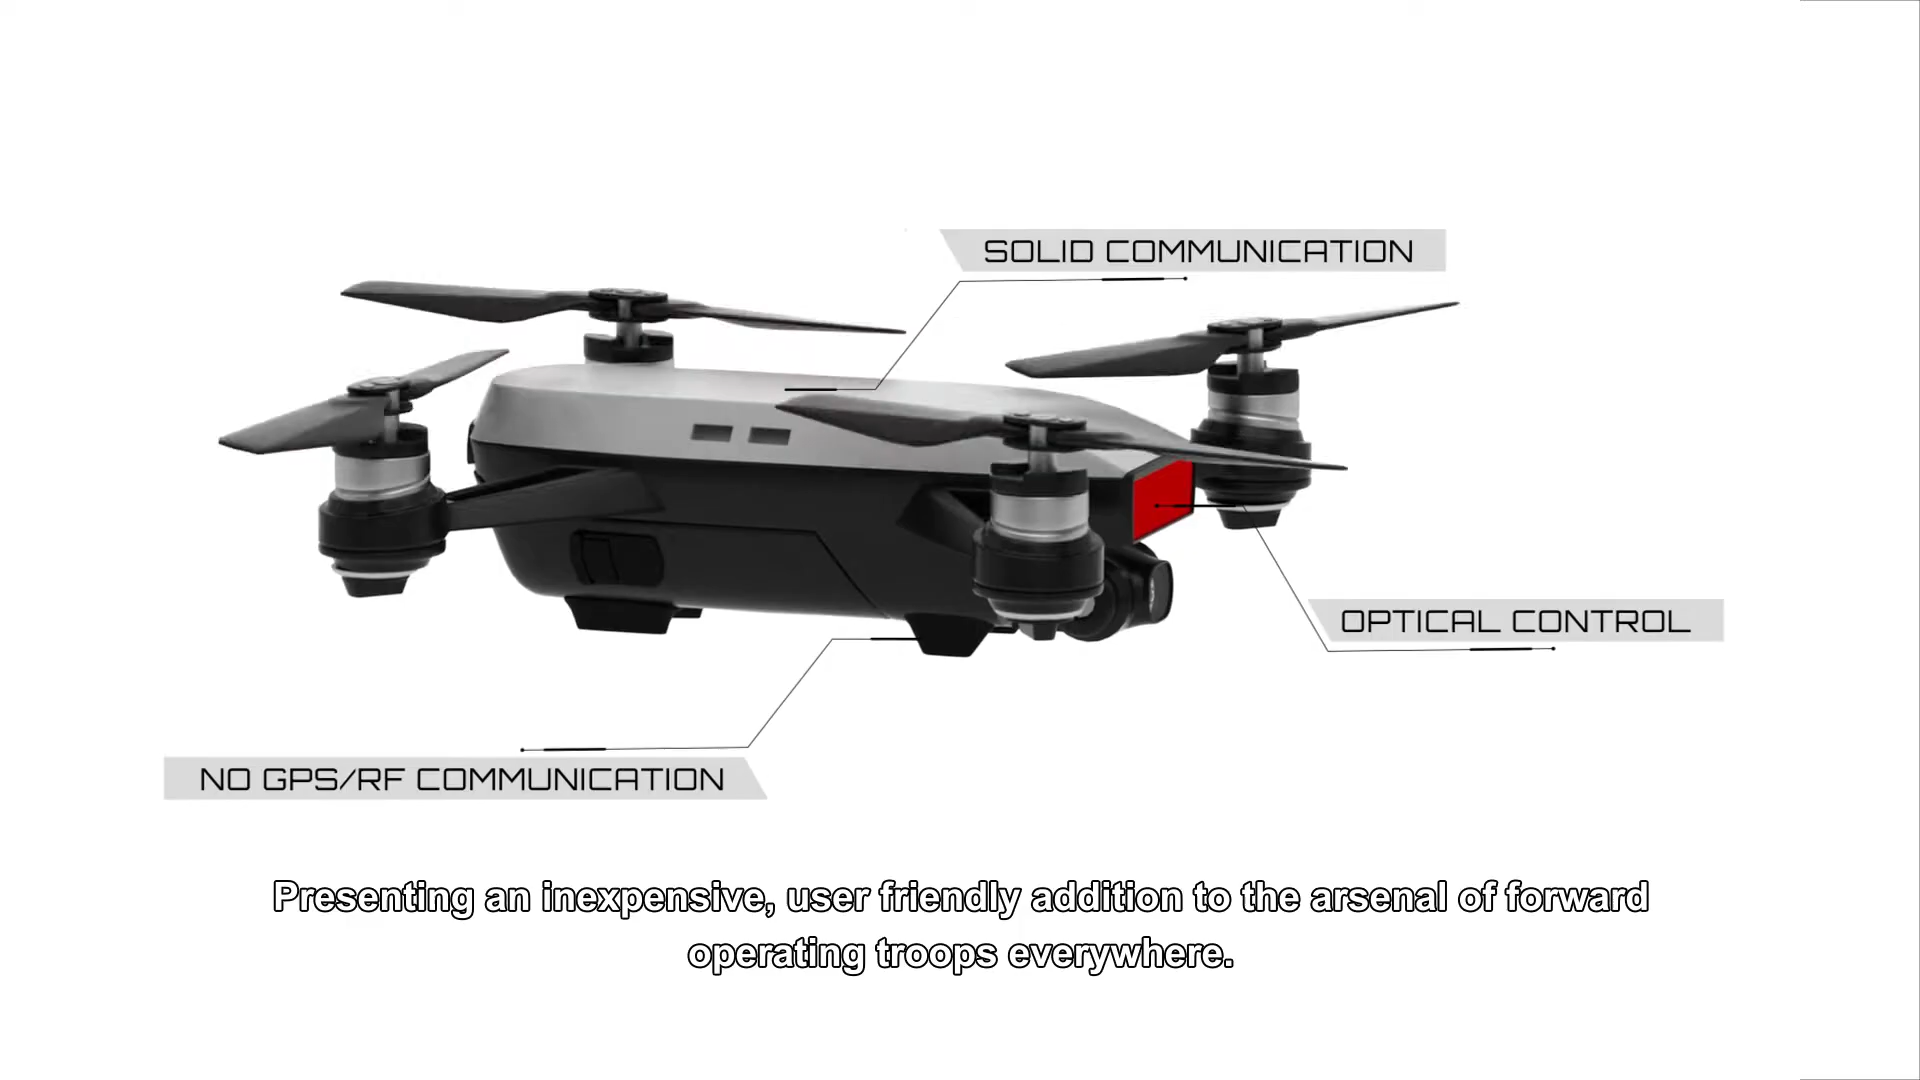 SOLID COMMUNICATION
OPTICAL CONTROL
NO GPS/RF COMMUNICATION
Presenting an inexpensive, user friendly addition to the arsenal of forward
operating troops everywhere.